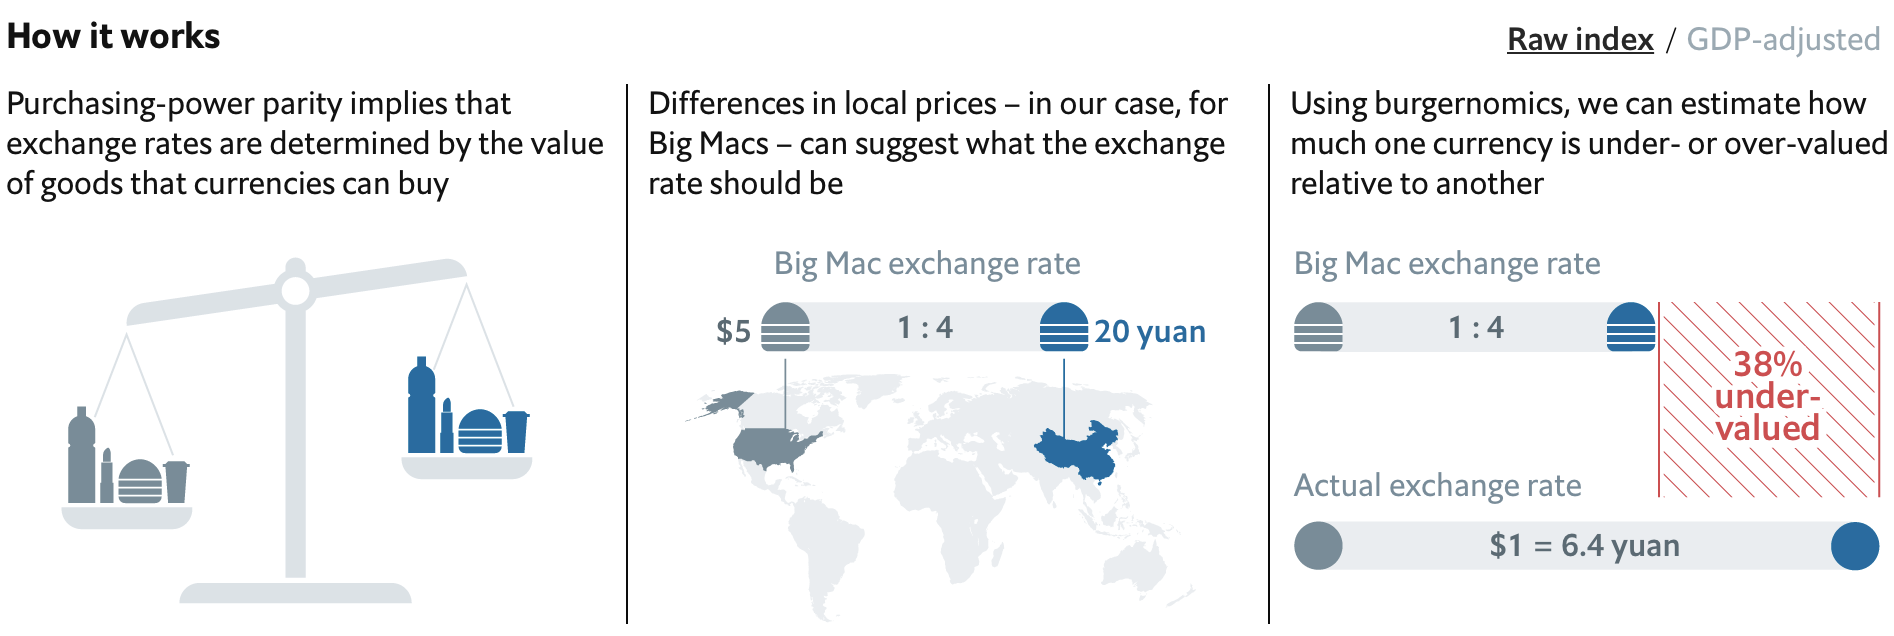 How it works
Raw index / GDP-adjusted
Purchasing-power parity implies that
exchange rates are determined by the value
of goods that currencies can buy
Differences in local prices – in our case, for
Big Macs – can suggest what the exchange
rate should be
Big Mac exchange rate
$5 1 : 4 20 yuan
Using burgernomics, we can estimate how
much one currency is under- or over-valued
relative to another
Big Mac exchange rate
1 : 4
38%
under-
valued
Actual exchange rate
$1 = 6.4 yuan